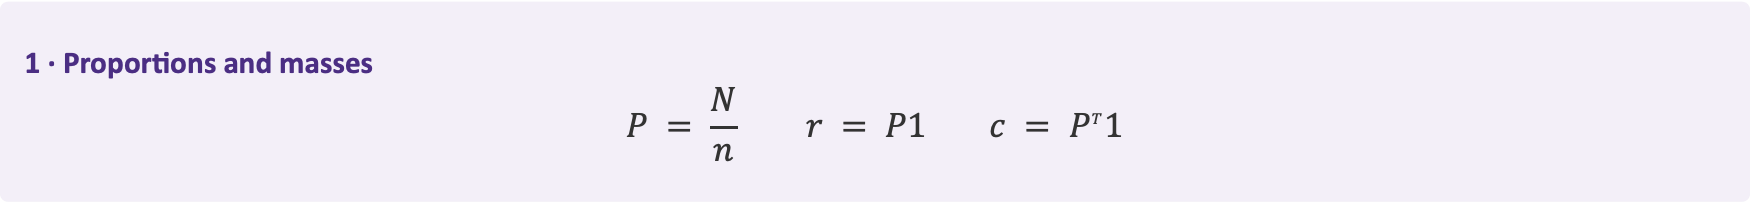 1 · Proportions and masses
P = N/n r = P1 c = Pᵀ1